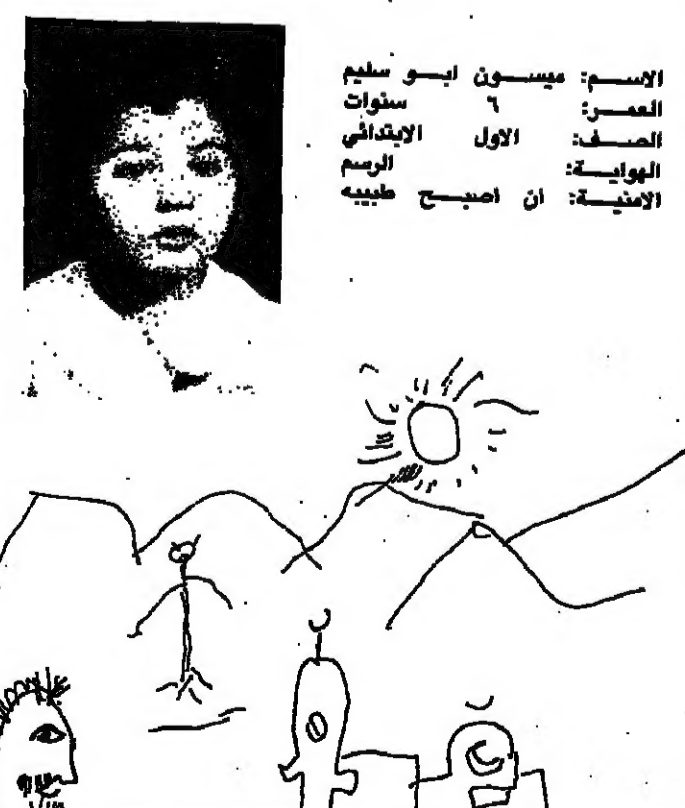 الاسم: ميسون ابو سليم
العمر: ٦ سنوات
الصف: الاول الابتدائي
الهواية: الرسم
الامنية: ان اصبح طبيبه